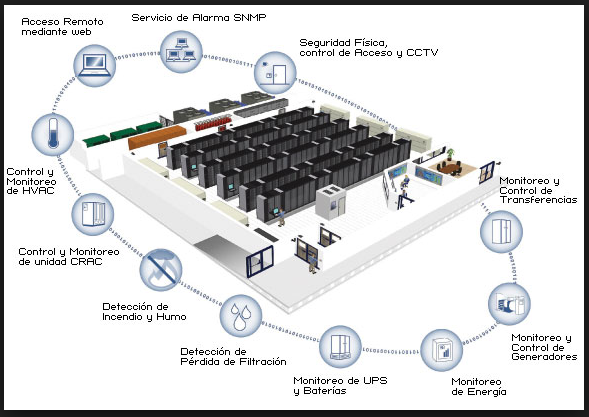 Acceso Remoto
mediante web
Servicio de Alarma SNMP
Seguridad Física,
control de Acceso y CCTV
Control y
Monitoreo
de HVAC
Monitoreo y
Control de
Transferencias
Control y Monitoreo
de unidad CRAC
Detección de
Incendio y Humo
Detección de
Pérdida de Filtración
Monitoreo de UPS
y Baterías
Monitoreo
de Energía
Monitoreo y
Control de
Generadores